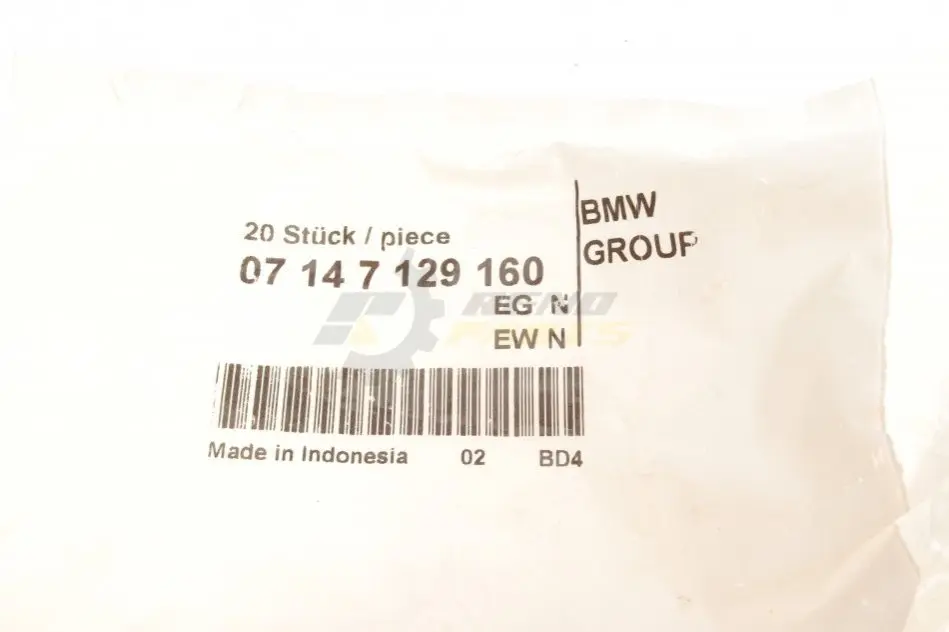 20 Stück / piece
07 14 7 129 160
EG N
EW N
BMW
GROUP
Made in Indonesia 02 BD4